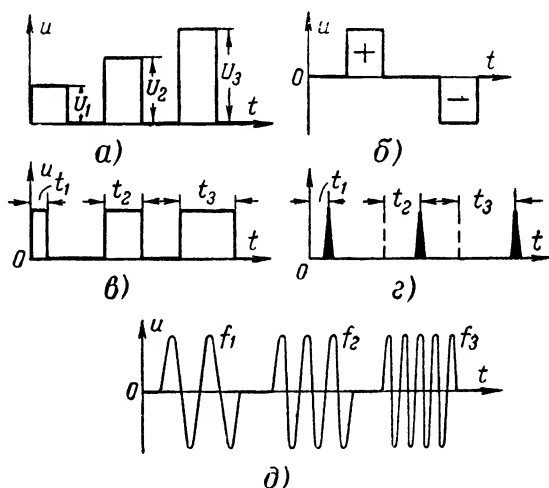 u U₁ U₂ U₃ t
а)
u 0 + − t
б)
u t₁ t₂ t₃ 0 t
в)
t₁ t₂ t₃ 0 t
г)
u f₁ f₂ f₃ 0 t
д)